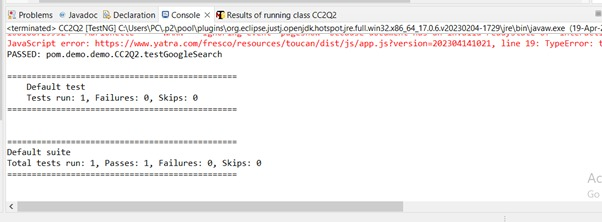 Problems Javadoc Declaration Console Results of running class CC2Q2
<terminated> CC2Q2 [TestNG] C:\Users\PC\.p2\pool\plugins\org.eclipse.justj.openjdk.hotspot.jre.full.win32.x86_64_17.0.6.v20230204-1729\jre\bin\javaw.exe (19-Apr-2
JavaScript error: https://www.yatra.com/fresco/resources/toucan/dist/js/app.js?version=202304141021, line 19: TypeError: t
PASSED: pom.demo.demo.CC2Q2.testGoogleSearch
===============================================
Default test
Tests run: 1, Failures: 0, Skips: 0
===============================================
===============================================
Default suite
Total tests run: 1, Passes: 1, Failures: 0, Skips: 0
===============================================
Ac
Go